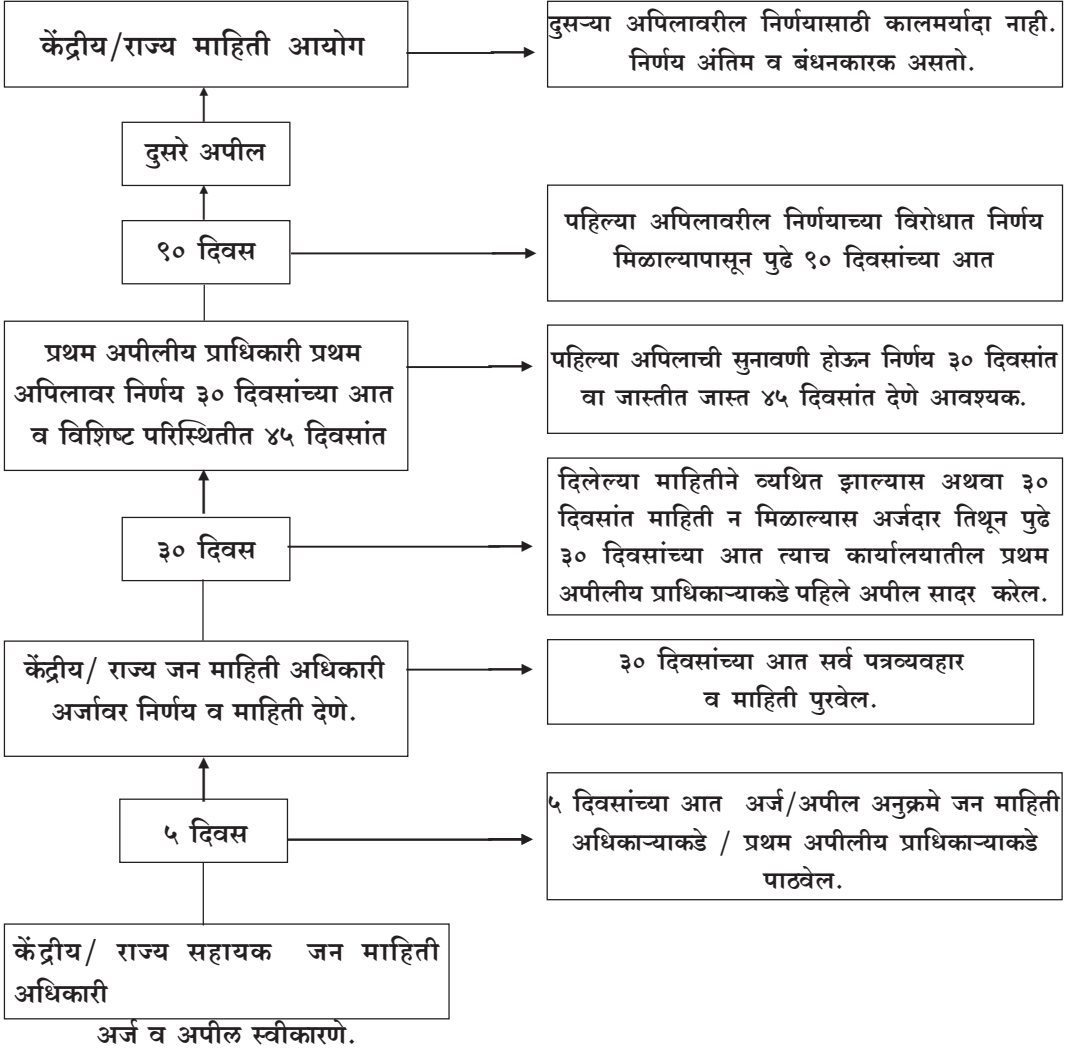 केंद्रीय/राज्य माहिती आयोग
दुसऱ्या अपिलावरील निर्णयासाठी कालमर्यादा नाही.
निर्णय अंतिम व बंधनकारक असतो.
दुसरे अपील
९० दिवस
पहिल्या अपिलावरील निर्णयाच्या विरोधात निर्णय
मिळाल्यापासून पुढे ९० दिवसांच्या आत
प्रथम अपीलीय प्राधिकारी प्रथम
अपिलावर निर्णय ३० दिवसांच्या आत
व विशिष्ट परिस्थितीत ४५ दिवसांत
पहिल्या अपिलाची सुनावणी होऊन निर्णय ३० दिवसांत
वा जास्तीत जास्त ४५ दिवसांत देणे आवश्यक.
३० दिवस
दिलेल्या माहितीने व्यथित झाल्यास अथवा ३०
दिवसांत माहिती न मिळाल्यास अर्जदार तिथून पुढे
३० दिवसांच्या आत त्याच कार्यालयातील प्रथम
अपीलीय प्राधिकाऱ्याकडे पहिले अपील सादर करेल.
केंद्रीय/ राज्य जन माहिती अधिकारी
अर्जावर निर्णय व माहिती देणे.
३० दिवसांच्या आत सर्व पत्रव्यवहार
व माहिती पुरवेल.
५ दिवस
५ दिवसांच्या आत अर्ज/अपील अनुक्रमे जन माहिती
अधिकाऱ्याकडे / प्रथम अपीलीय प्राधिकाऱ्याकडे
पाठवेल.
केंद्रीय/ राज्य सहायक जन माहिती
अधिकारी
अर्ज व अपील स्वीकारणे.